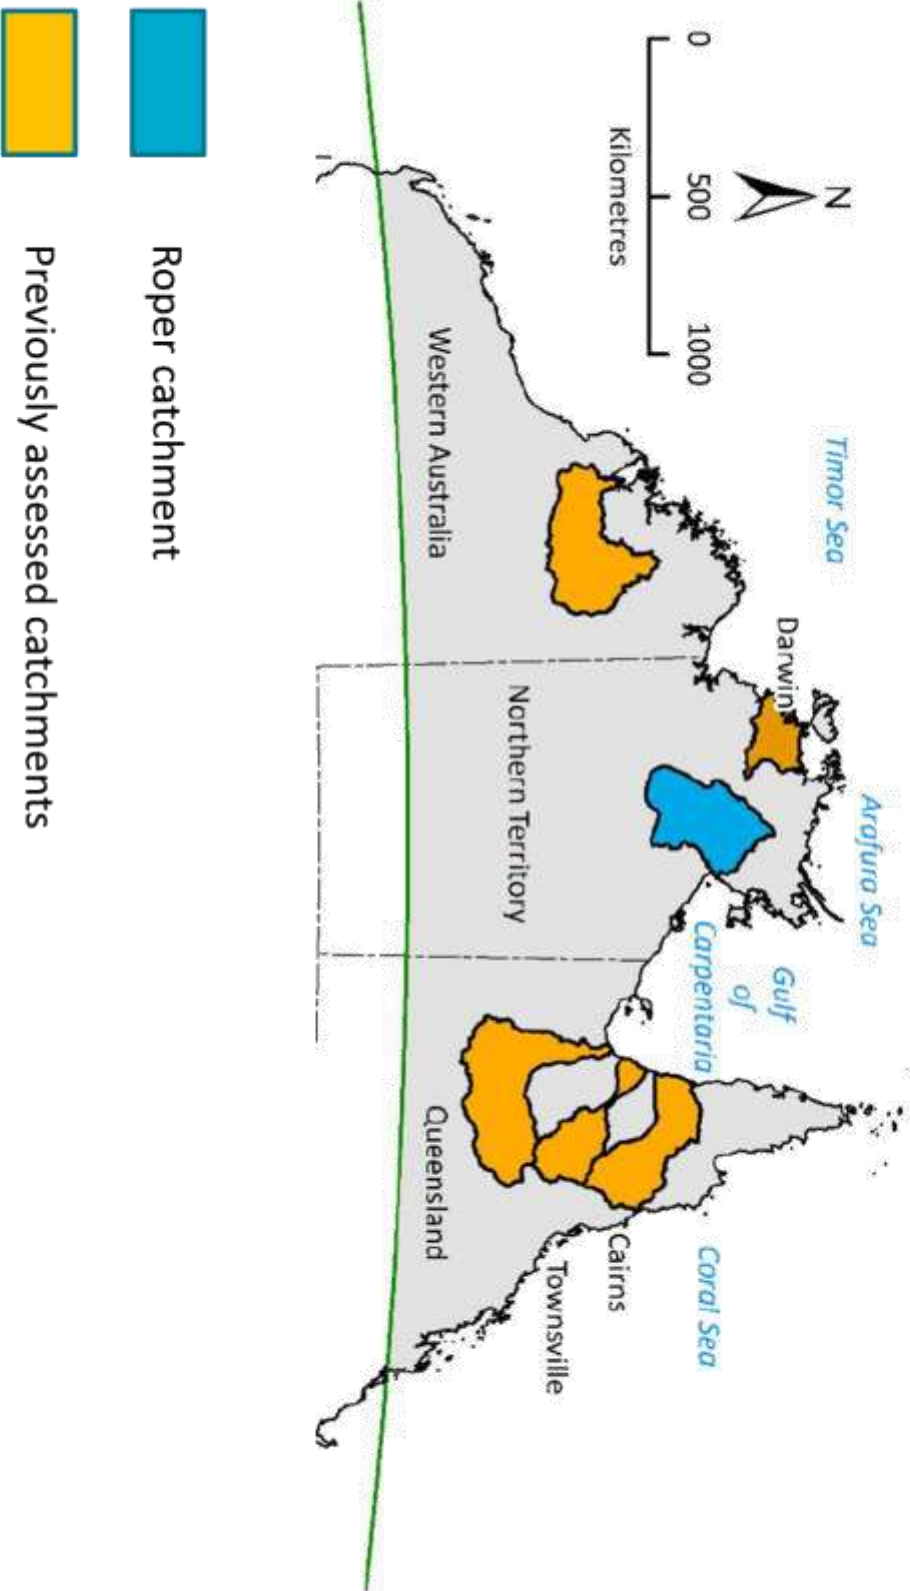 Timor Sea
Arafura Sea
N
Darwin
Gulf
of
Carpentaria
Coral Sea
0 500 1000
Kilometres
Cairns
Townsville
Northern Territory
Western Australia
Queensland
Roper catchment
Previously assessed catchments